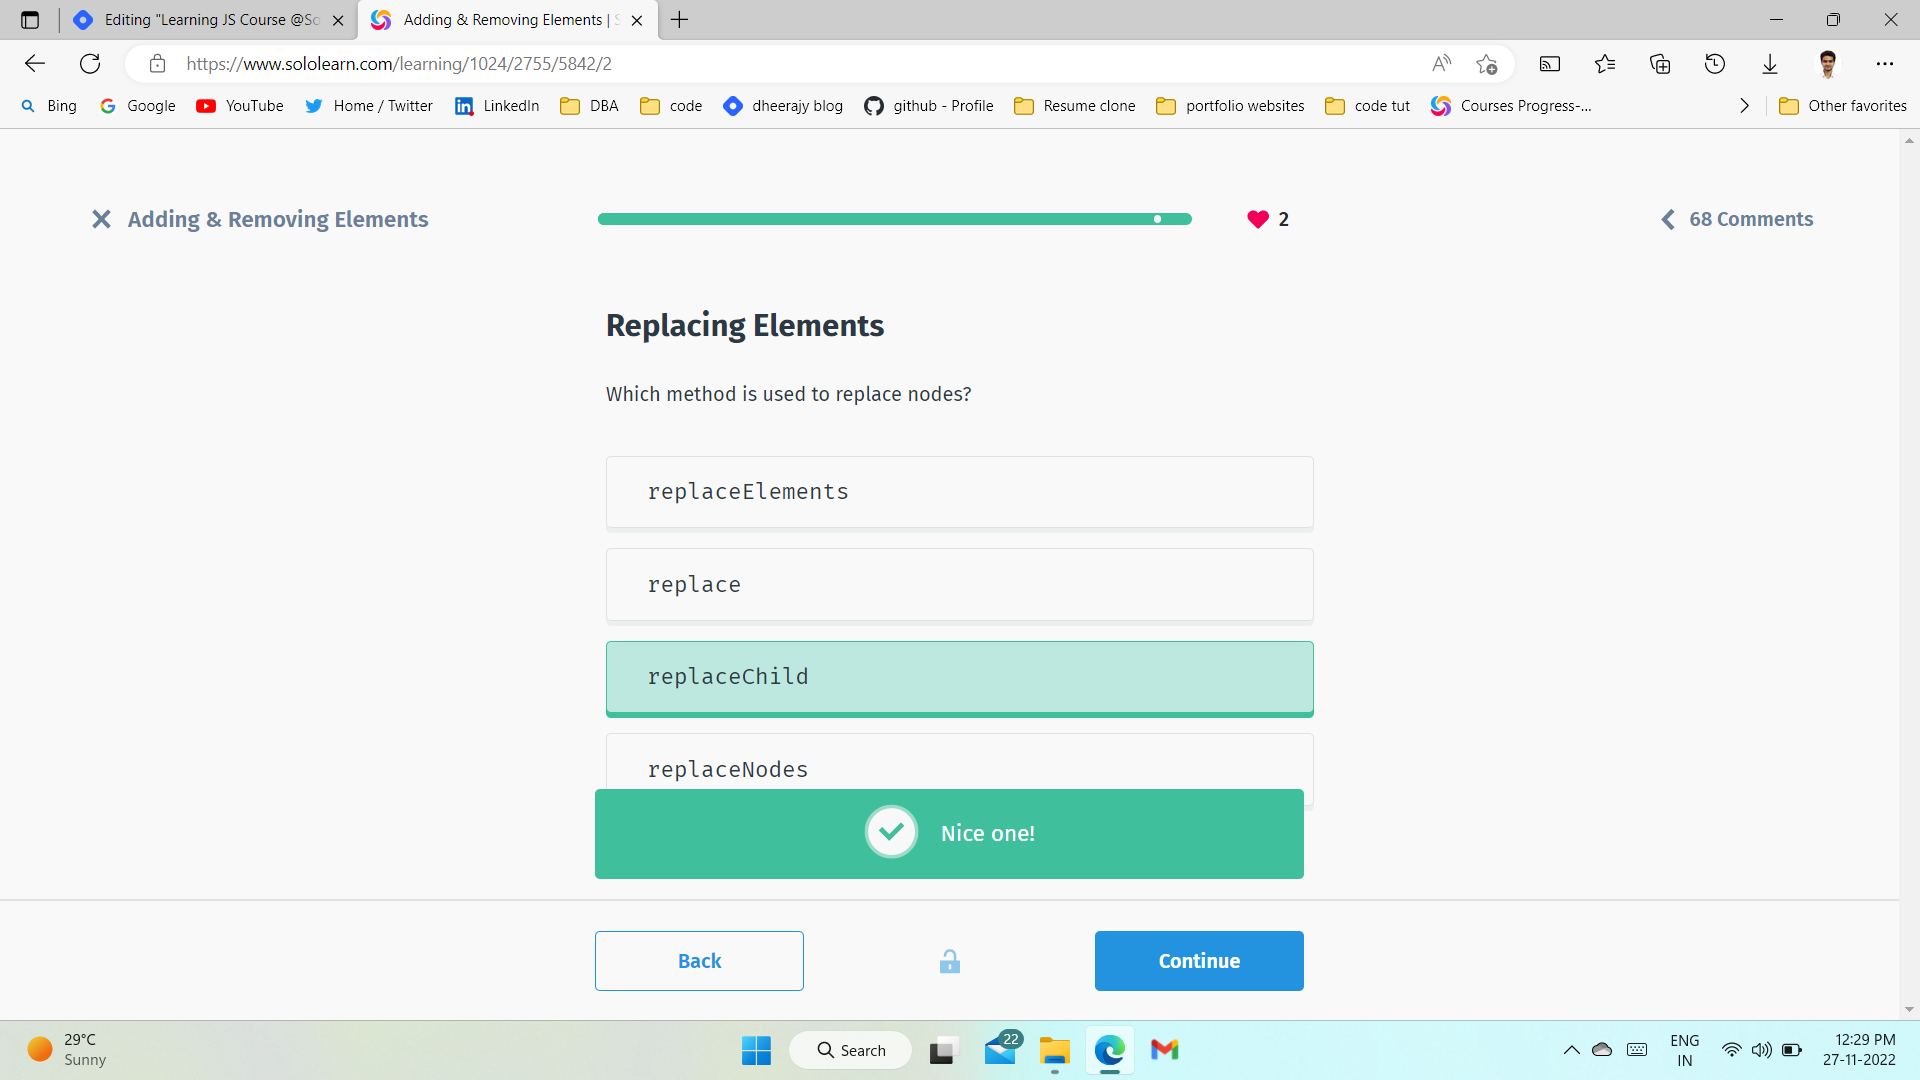 Editing "Learning JS Course @So
Adding & Removing Elements | S
https://www.sololearn.com/learning/1024/2755/5842/2
Bing
Google
YouTube
Home / Twitter
LinkedIn
DBA
code
dheerajy blog
github - Profile
Resume clone
portfolio websites
code tut
Courses Progress-...
Other favorites
Adding & Removing Elements
2
68 Comments
Replacing Elements
Which method is used to replace nodes?
replaceElements
replace
replaceChild
replaceNodes
Nice one!
Back
Continue
29°C
Sunny
Search
22
ENG
IN
12:29 PM
27-11-2022